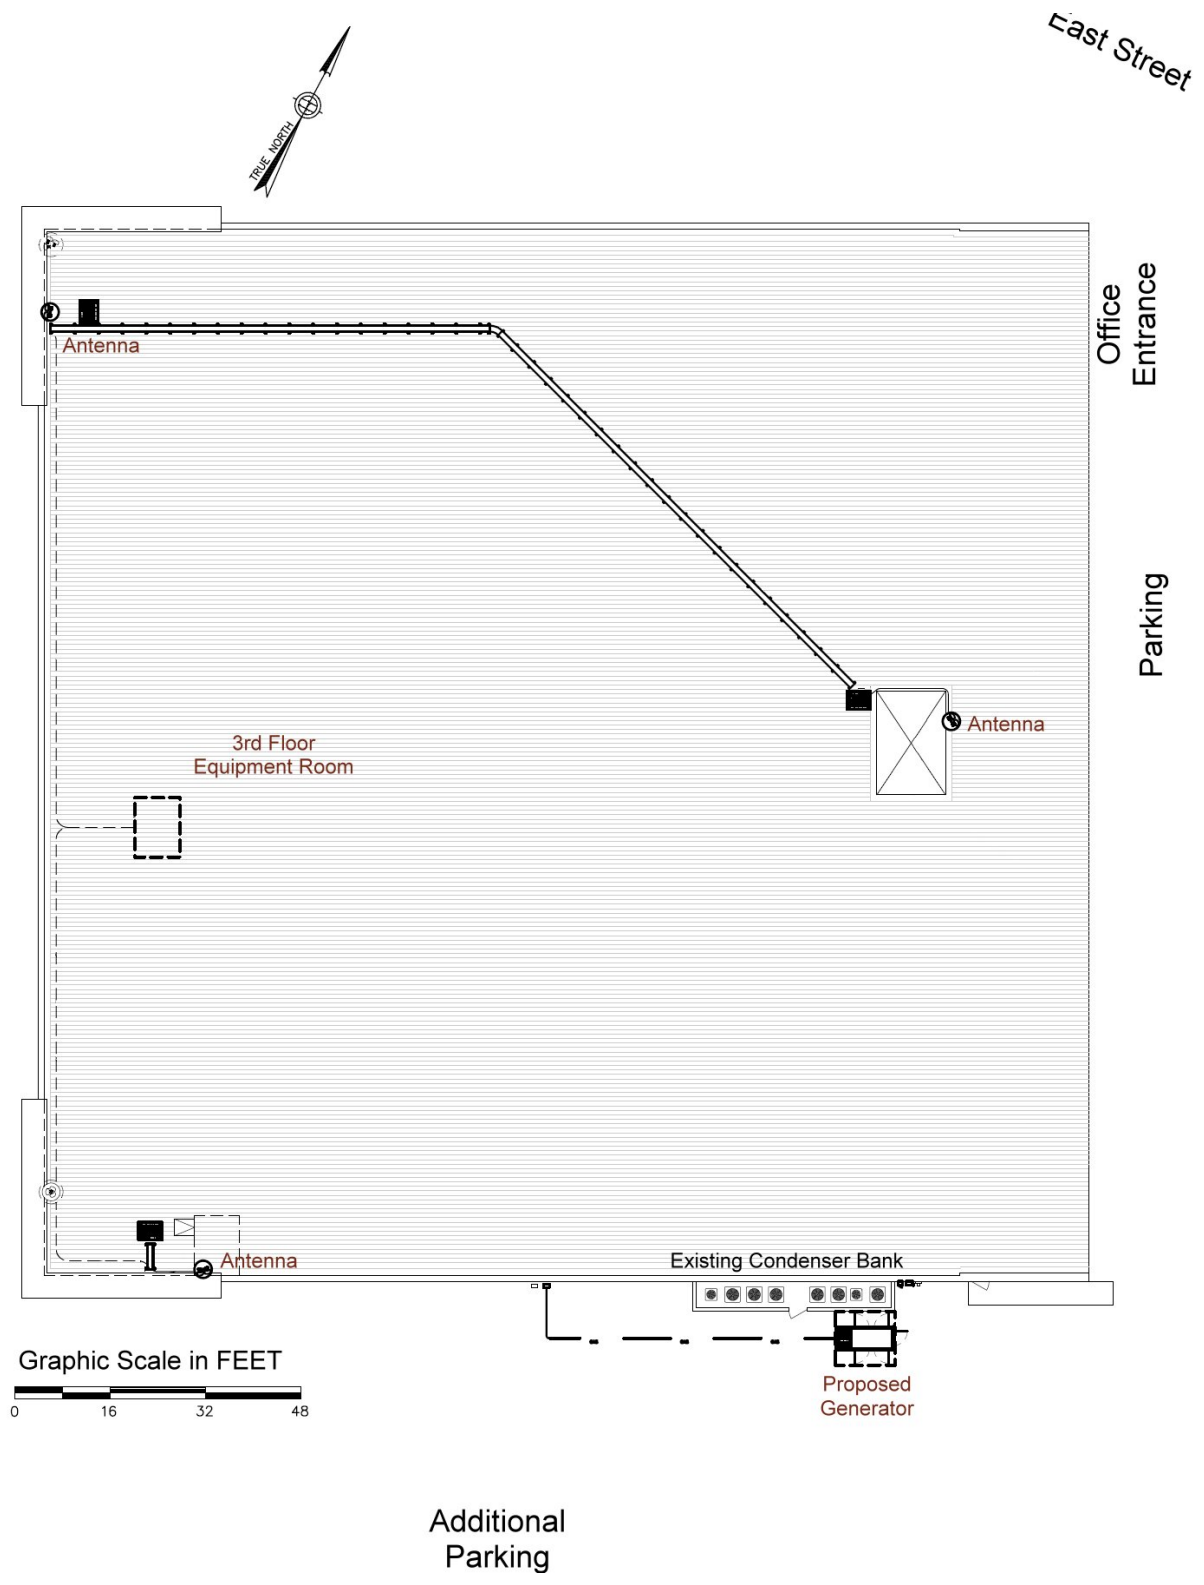 East Street
TRUE NORTH
Office
Entrance
Antenna
Parking
Antenna
3rd Floor
Equipment Room
Antenna
Existing Condenser Bank
Graphic Scale in FEET
0 16 32 48
Proposed
Generator
Additional
Parking